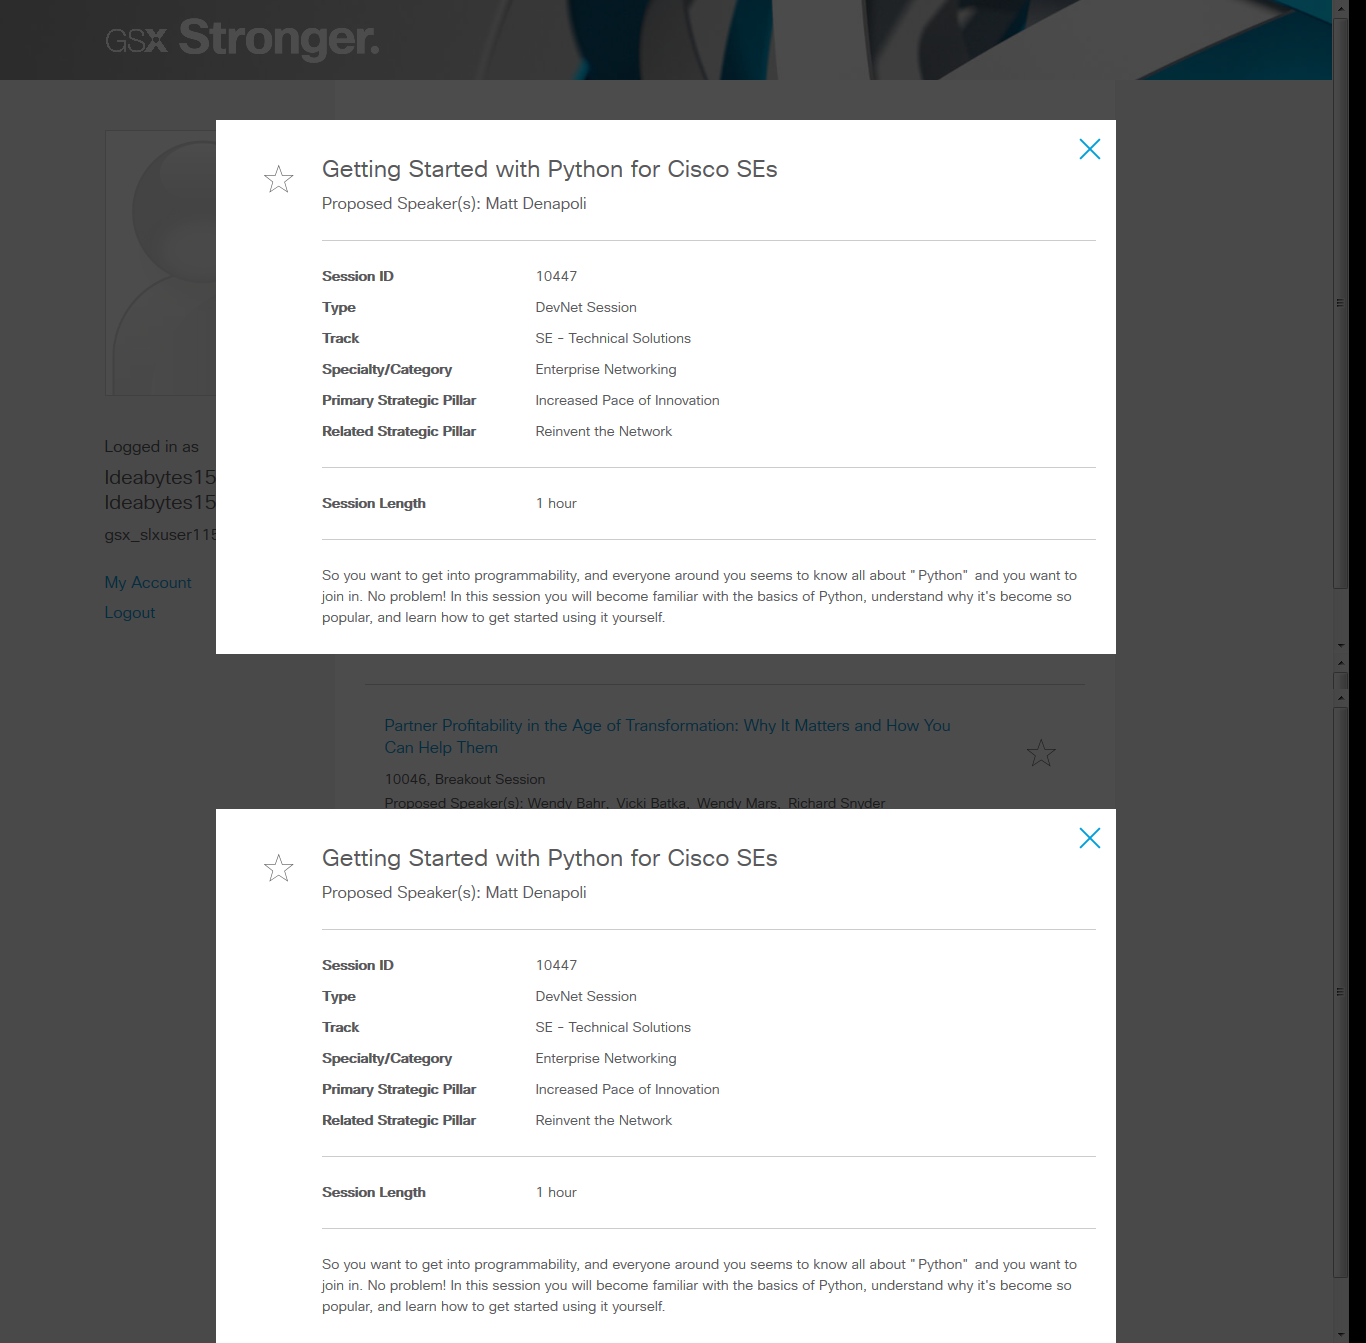 GSX Stronger.
Getting Started with Python for Cisco SEs
Proposed Speaker(s): Matt Denapoli
Session ID 10447
Type DevNet Session
Track SE - Technical Solutions
Specialty/Category Enterprise Networking
Primary Strategic Pillar Increased Pace of Innovation
Related Strategic Pillar Reinvent the Network
Logged in as
Ideabytes15
Ideabytes15
gsx_slxuser115
My Account
Logout
Session Length 1 hour
So you want to get into programmability, and everyone around you seems to know all about "Python" and you want to
join in. No problem! In this session you will become familiar with the basics of Python, understand why it's become so
popular, and learn how to get started using it yourself.
Partner Profitability in the Age of Transformation: Why It Matters and How You
Can Help Them
10046, Breakout Session
Proposed Speaker(s): Wendy Bahr, Vicki Batka, Wendy Mars, Richard Snyder
Getting Started with Python for Cisco SEs
Proposed Speaker(s): Matt Denapoli
Session ID 10447
Type DevNet Session
Track SE - Technical Solutions
Specialty/Category Enterprise Networking
Primary Strategic Pillar Increased Pace of Innovation
Related Strategic Pillar Reinvent the Network
Session Length 1 hour
So you want to get into programmability, and everyone around you seems to know all about "Python" and you want to
join in. No problem! In this session you will become familiar with the basics of Python, understand why it's become so
popular, and learn how to get started using it yourself.